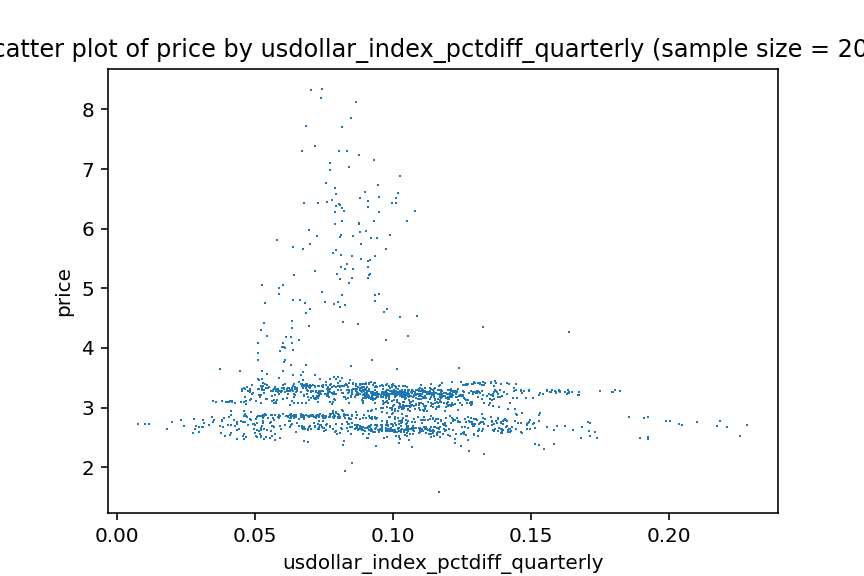 catter plot of price by usdollar_index_pctdiff_quarterly (sample size = 20
8
7
6
5
4
3
2
price
0.00 0.05 0.10 0.15 0.20
usdollar_index_pctdiff_quarterly